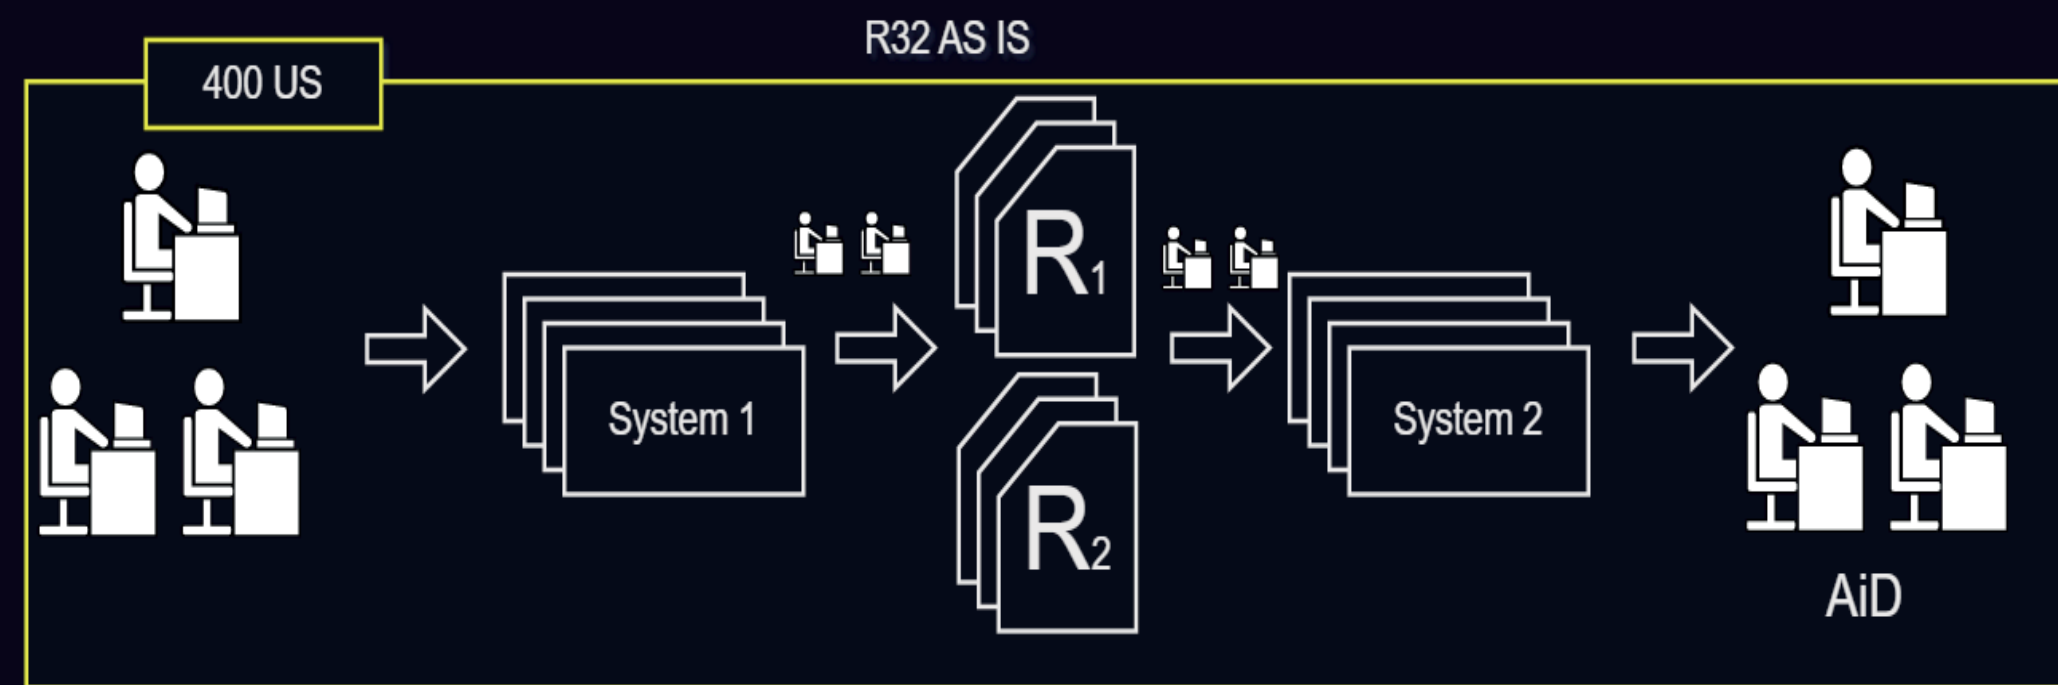 R32 AS IS
400 US
R1
System 1
System 2
R2
AiD